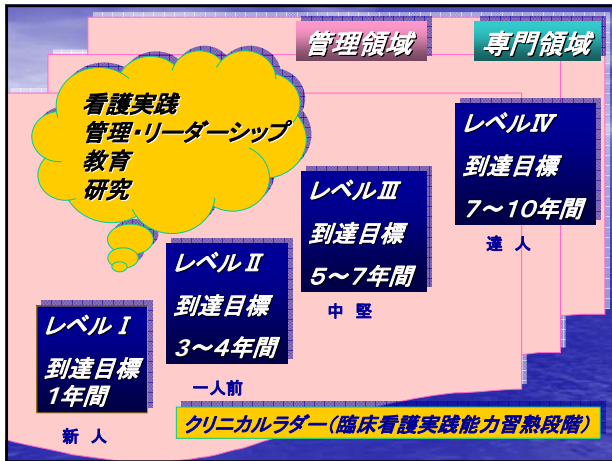 管理領域
専門領域
看護実践
管理・リーダーシップ
教育
研究
レベルⅣ
到達目標
7～10年間
達 人
レベルⅢ
到達目標
5～7年間
中 堅
レベルⅡ
到達目標
3～4年間
一人前
レベルⅠ
到達目標
1年間
新 人
クリニカルラダー（臨床看護実践能力習熟段階）